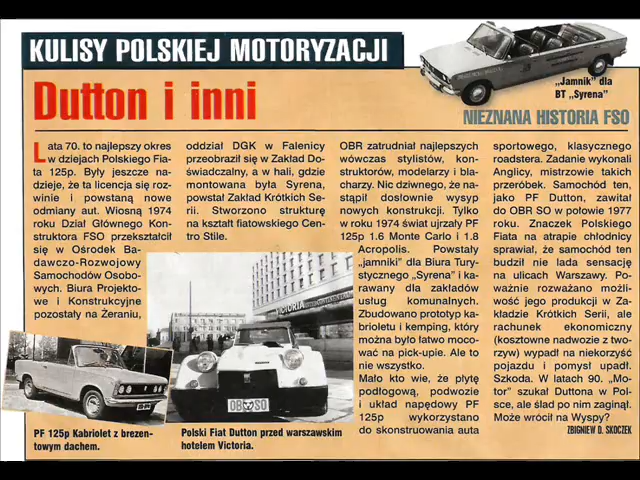 KULISY POLSKIEJ MOTORYZACJI
„Jamnik” dla
BT „Syrena”
Dutton i inni
NIEZNANA HISTORIA FSO
Lata 70. to najlepszy okres
w dziejach Polskiego Fia-
ta 125p. Były jeszcze na-
dzieje, że ta licencja się roz-
winie i powstaną nowe
odmiany aut. Wiosną 1974
roku Dział Głównego Kon-
struktora FSO przekształcił
się w Ośrodek Ba-
dawczo-Rozwojowy
Samochodów Osobo-
wych. Biura Projekto-
we i Konstrukcyjne
pozostały na Żeraniu,
oddział DGK w Falenicy
przeobraził się w Zakład Do-
świadczalny, a w hali, gdzie
montowana była Syrena,
powstał Zakład Krótkich Se-
rii. Stworzono strukturę
na kształt fiatowskiego Cen-
tro Stile.
OBR zatrudniał najlepszych
wówczas stylistów, kon-
struktorów, modelarzy i bla-
charzy. Nic dziwnego, że na-
stąpił dosłownie wysyp
nowych konstrukcji. Tylko
w roku 1974 świat ujrzały PF
125p 1.6 Monte Carlo i 1.8
Acropolis. Powstały
„jamniki” dla Biura Tury-
stycznego „Syrena” i ka-
rawany dla zakładów
usług komunalnych.
Zbudowano prototyp ka-
brioletu i kemping, który
można było łatwo moco-
wać na pick-upie. Ale to
nie wszystko.
Mało kto wie, że płytę
podłogową, podwozie
i układ napędowy PF
125p wykorzystano
do skonstruowania auta
sportowego, klasycznego
roadstera. Zadanie wykonali
Anglicy, mistrzowie takich
przeróbek. Samochód ten,
jako PF Dutton, zawitał
do OBR SO w połowie 1977
roku. Znaczek Polskiego
Fiata na atrapie chłodnicy
sprawiał, że samochód ten
budził nie lada sensację
na ulicach Warszawy. Po-
ważnie rozważano możli-
wość jego produkcji w Za-
kładzie Krótkich Serii, ale
rachunek ekonomiczny
(kosztowne nadwozie z two-
rzyw) wypadł na niekorzyść
pojazdu i pomysł upadł.
Szkoda. W latach 90. „Mo-
tor” szukał Duttona w Pol-
sce, ale ślad po nim zaginął.
Może wrócił na Wyspy?
ZBIGNIEW D. SKOCZEK
VICTORIA
OBR SO
PF 125p Kabriolet z brezen-
towym dachem.
Polski Fiat Dutton przed warszawskim
hotelem Victoria.